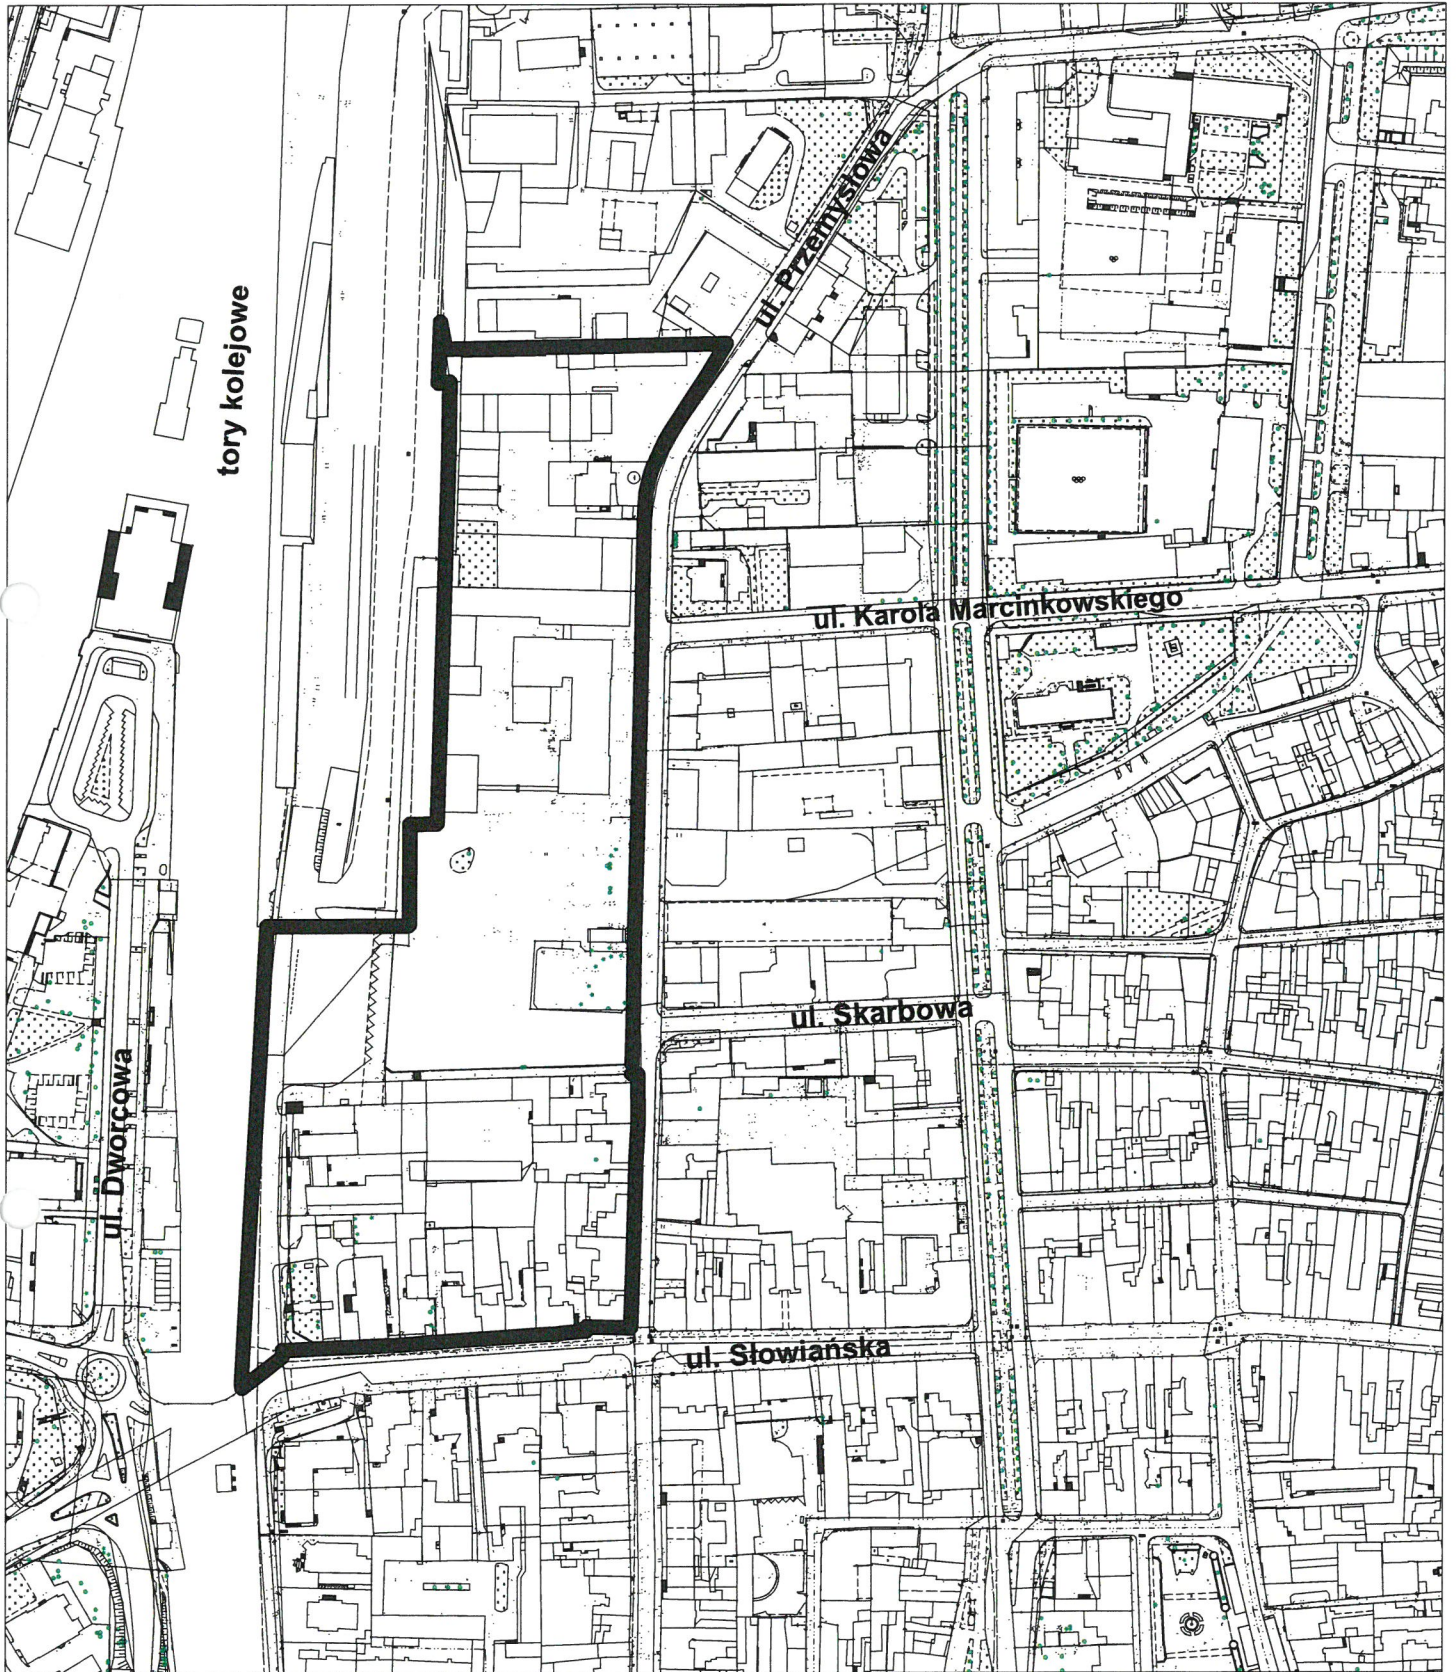 ul. Przemysłowa
tory kolejowe
ul. Karola Marcinkowskiego
ul. Skarbowa
ul. Dworcowa
ul. Słowiańska